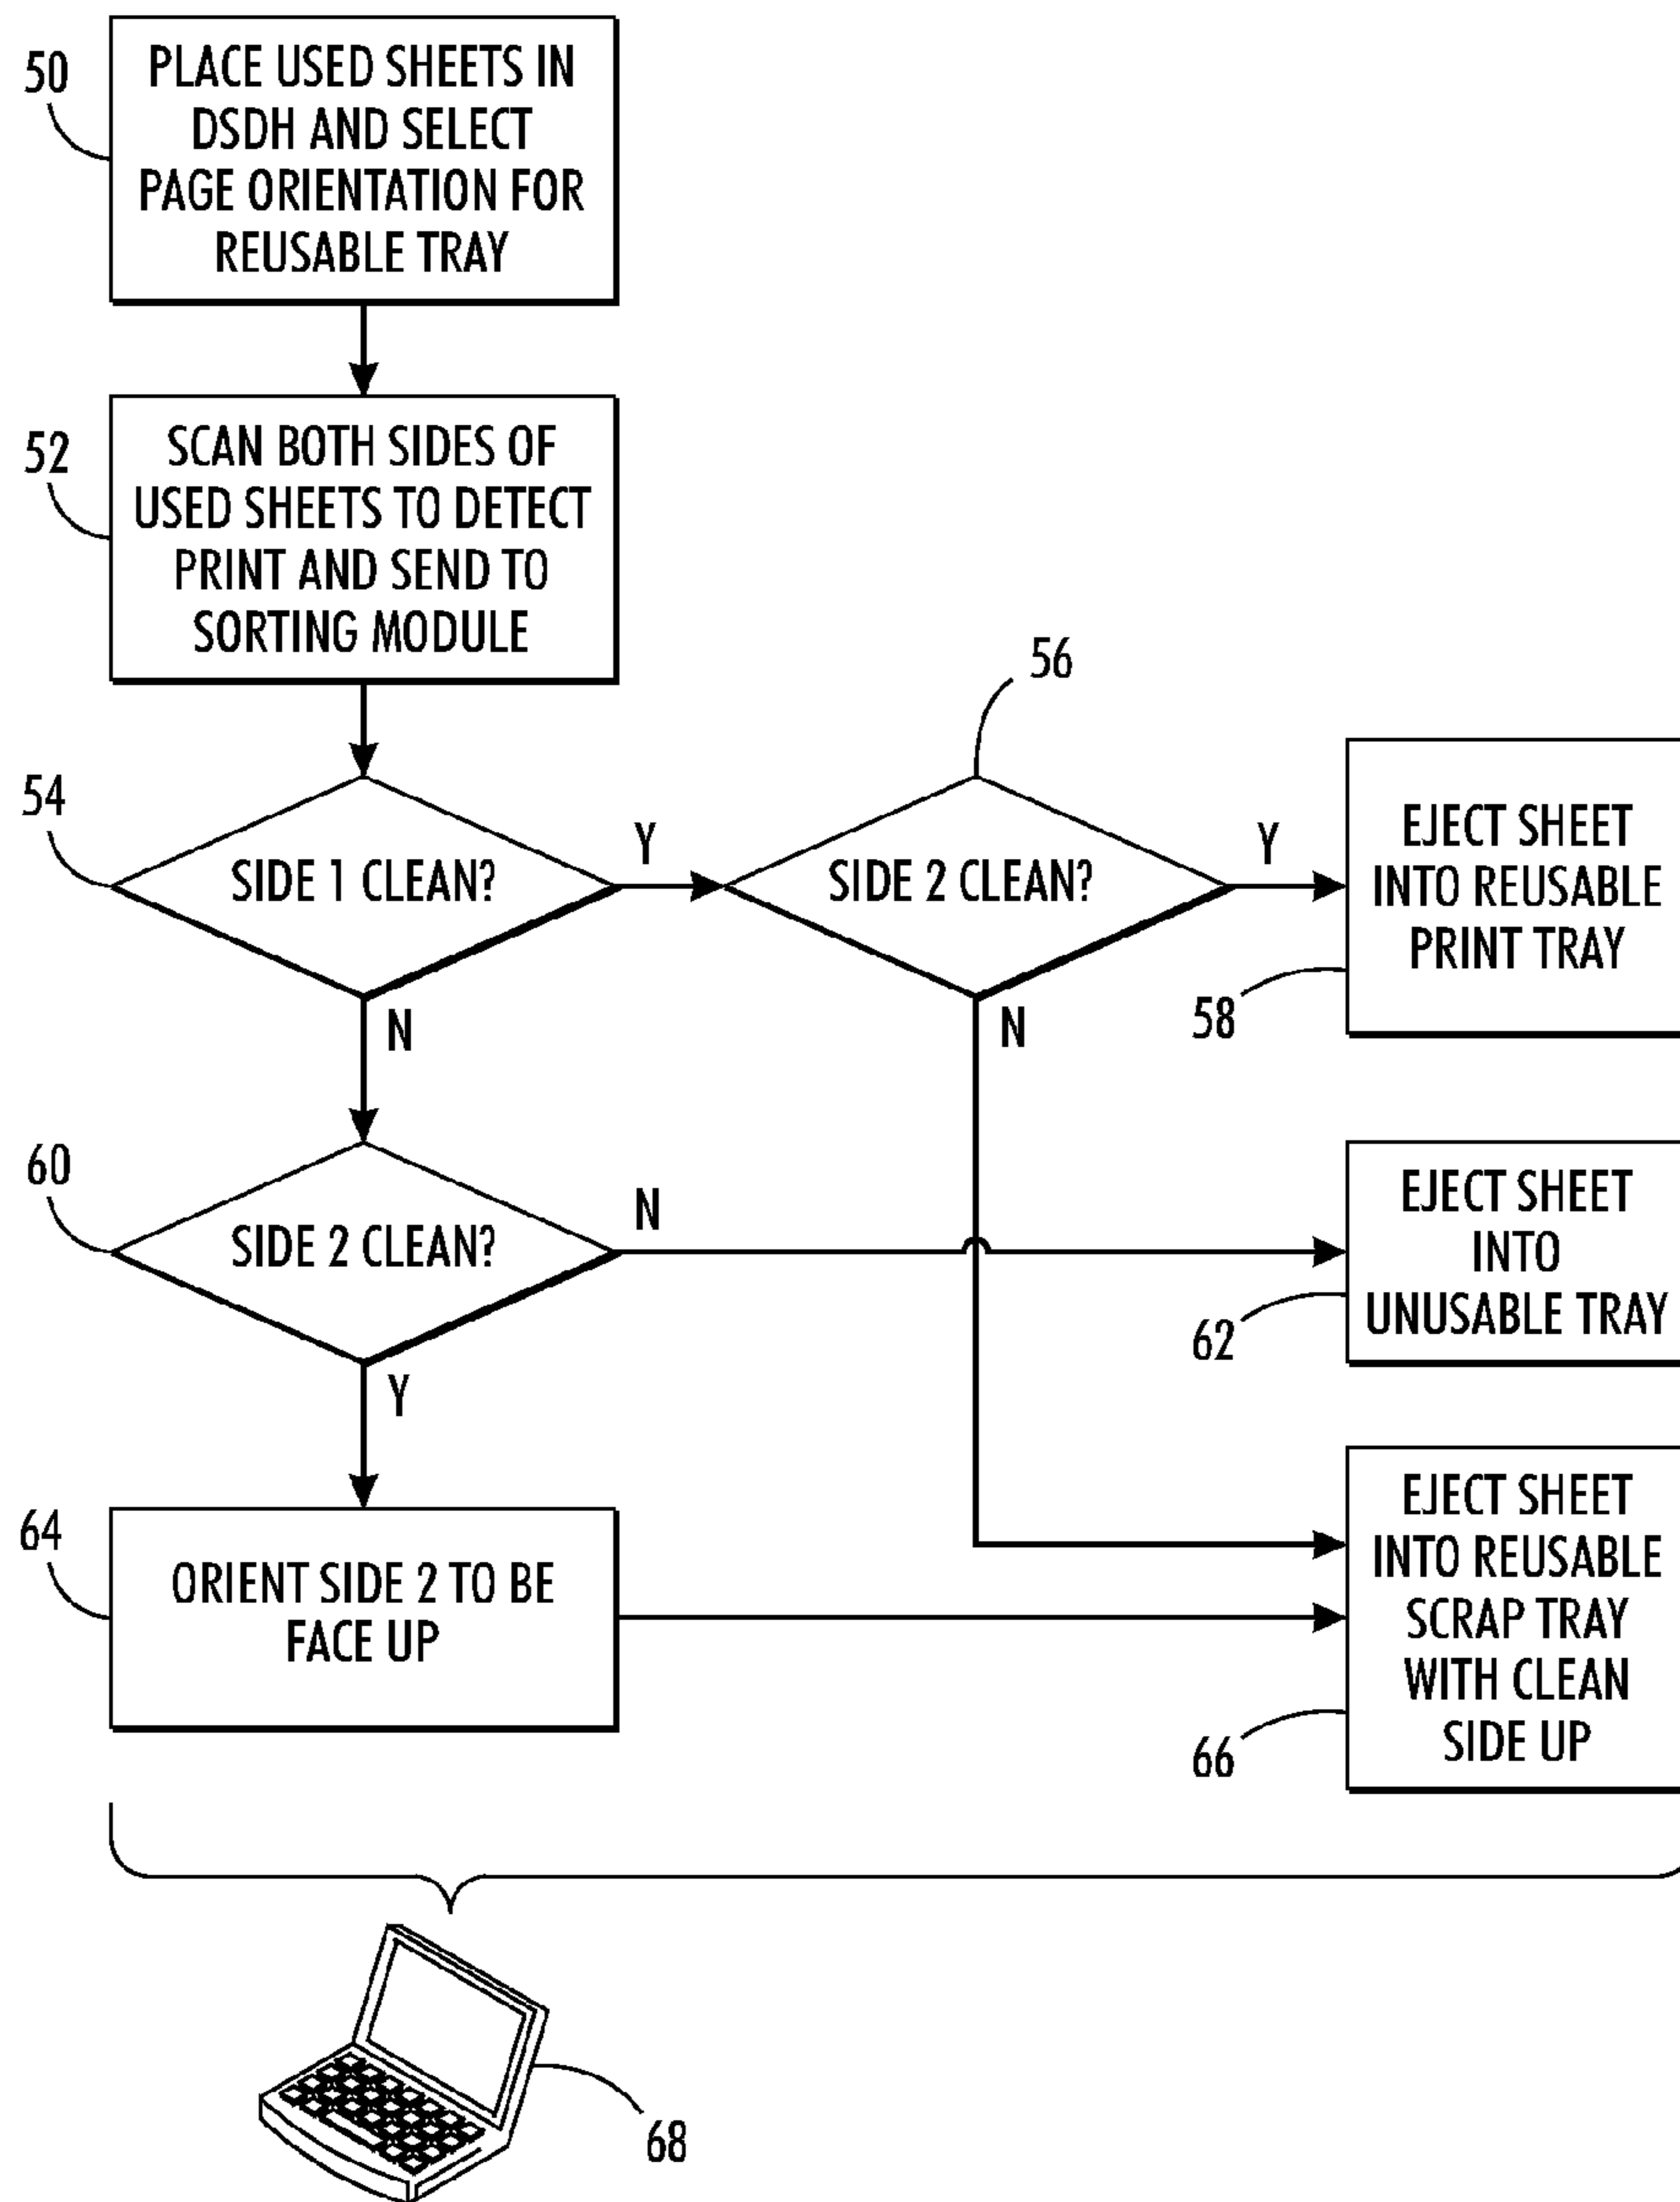 50
PLACE USED SHEETS IN
DSDH AND SELECT
PAGE ORIENTATION FOR
REUSABLE TRAY
52
SCAN BOTH SIDES OF
USED SHEETS TO DETECT
PRINT AND SEND TO
SORTING MODULE
54
SIDE 1 CLEAN?
Y
N
56
SIDE 2 CLEAN?
Y
N
EJECT SHEET
INTO REUSABLE
PRINT TRAY
58
60
SIDE 2 CLEAN?
N
Y
EJECT SHEET
INTO
UNUSABLE TRAY
62
64
ORIENT SIDE 2 TO BE
FACE UP
EJECT SHEET
INTO REUSABLE
SCRAP TRAY
WITH CLEAN
SIDE UP
66
68